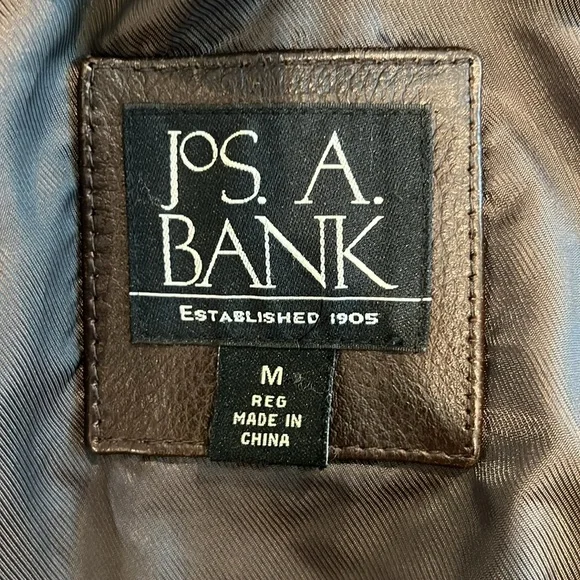 JOS. A.
BANK
ESTABLISHED 1905
M
REG
MADE IN
CHINA